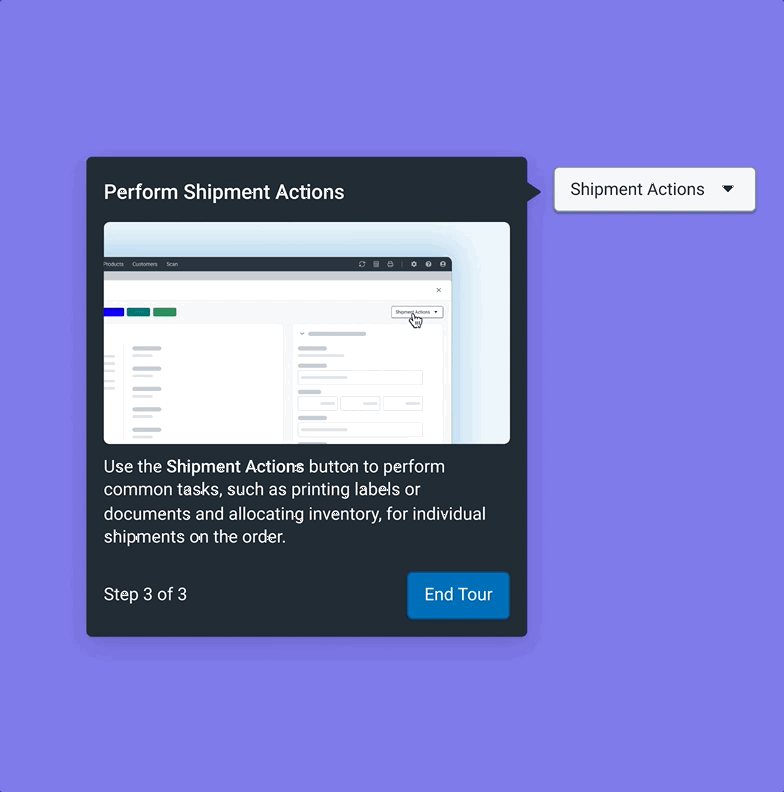 Perform Shipment Actions
Shipment Actions
Products Customers Scan
Shipment Actions
Use the Shipment Actions button to perform
common tasks, such as printing labels or
documents and allocating inventory, for individual
shipments on the order.
Step 3 of 3
End Tour